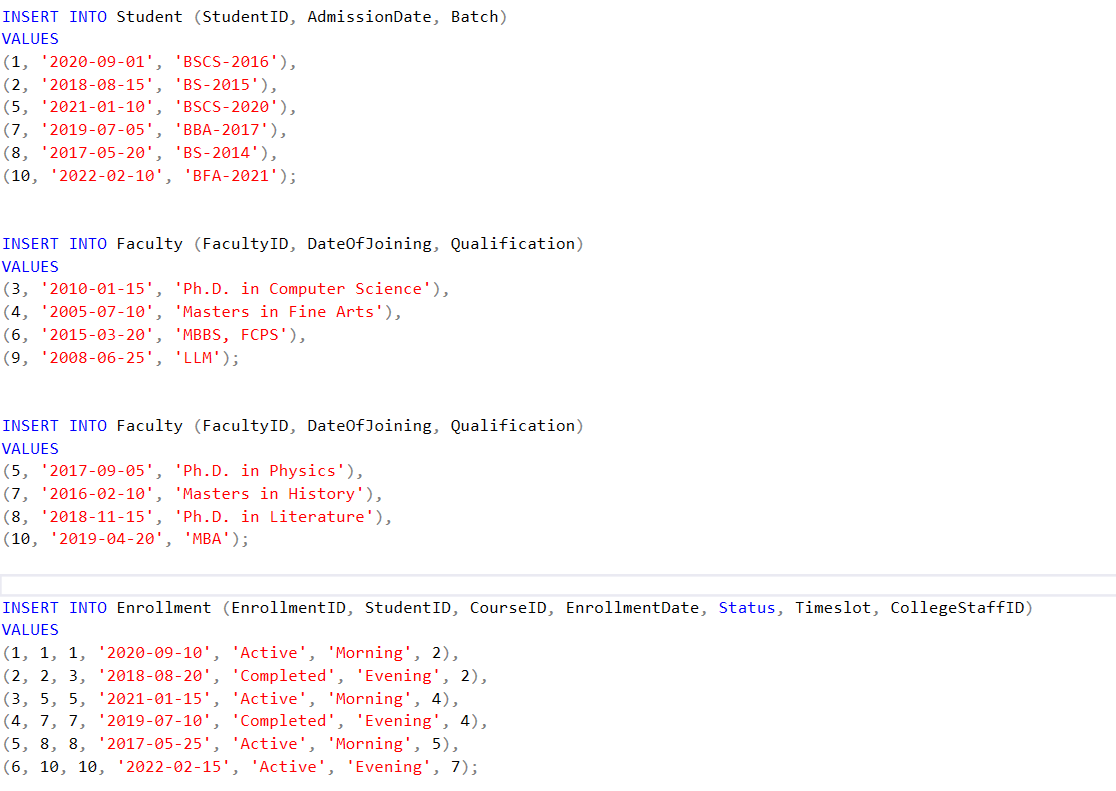 INSERT INTO Student (StudentID, AdmissionDate, Batch)
VALUES
(1, '2020-09-01', 'BSCS-2016'),
(2, '2018-08-15', 'BS-2015'),
(5, '2021-01-10', 'BSCS-2020'),
(7, '2019-07-05', 'BBA-2017'),
(8, '2017-05-20', 'BS-2014'),
(10, '2022-02-10', 'BFA-2021');
INSERT INTO Faculty (FacultyID, DateOfJoining, Qualification)
VALUES
(3, '2010-01-15', 'Ph.D. in Computer Science'),
(4, '2005-07-10', 'Masters in Fine Arts'),
(6, '2015-03-20', 'MBBS, FCPS'),
(9, '2008-06-25', 'LLM');
INSERT INTO Faculty (FacultyID, DateOfJoining, Qualification)
VALUES
(5, '2017-09-05', 'Ph.D. in Physics'),
(7, '2016-02-10', 'Masters in History'),
(8, '2018-11-15', 'Ph.D. in Literature'),
(10, '2019-04-20', 'MBA');
INSERT INTO Enrollment (EnrollmentID, StudentID, CourseID, EnrollmentDate, Status, Timeslot, CollegeStaffID)
VALUES
(1, 1, 1, '2020-09-10', 'Active', 'Morning', 2),
(2, 2, 3, '2018-08-20', 'Completed', 'Evening', 2),
(3, 5, 5, '2021-01-15', 'Active', 'Morning', 4),
(4, 7, 7, '2019-07-10', 'Completed', 'Evening', 4),
(5, 8, 8, '2017-05-25', 'Active', 'Morning', 5),
(6, 10, 10, '2022-02-15', 'Active', 'Evening', 7);